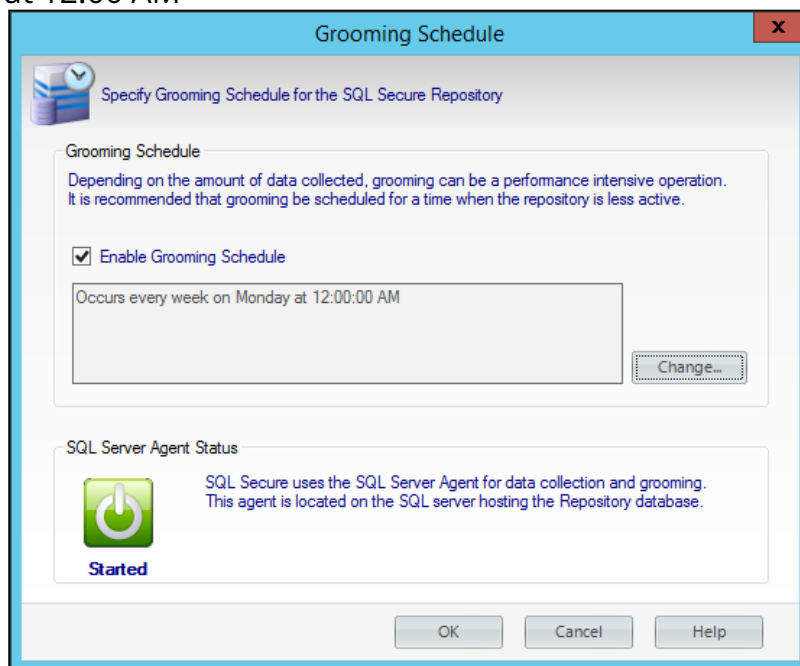 at 12:00 AM
Grooming Schedule
x
Specify Grooming Schedule for the SQL Secure Repository
Grooming Schedule
Depending on the amount of data collected, grooming can be a performance intensive operation.
It is recommended that grooming be scheduled for a time when the repository is less active.
Enable Grooming Schedule
Occurs every week on Monday at 12:00:00 AM
Change...
SQL Server Agent Status
SQL Secure uses the SQL Server Agent for data collection and grooming.
This agent is located on the SQL server hosting the Repository database.
Started
OK Cancel Help